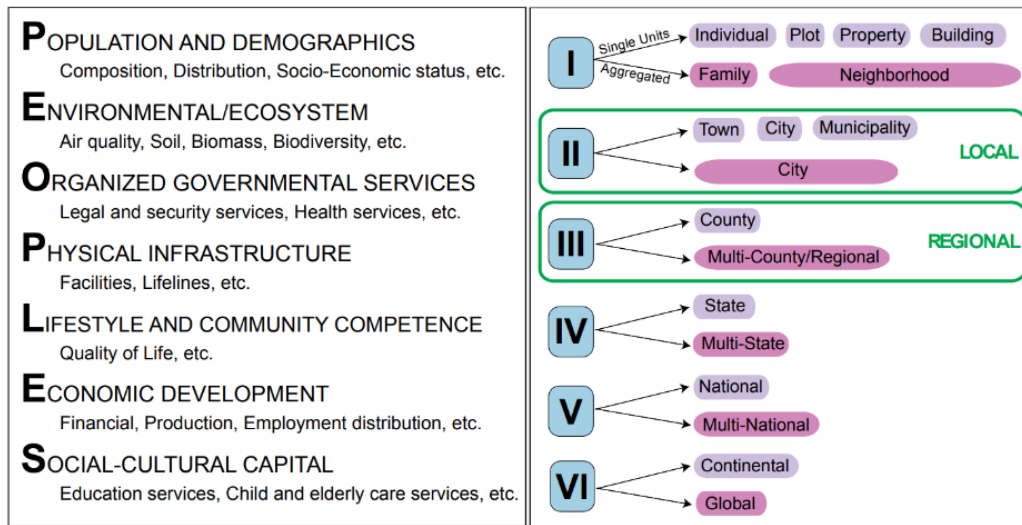 POPULATION AND DEMOGRAPHICS
Composition, Distribution, Socio-Economic status, etc.
ENVIRONMENTAL/ECOSYSTEM
Air quality, Soil, Biomass, Biodiversity, etc.
ORGANIZED GOVERNMENTAL SERVICES
Legal and security services, Health services, etc.
PHYSICAL INFRASTRUCTURE
Facilities, Lifelines, etc.
LIFESTYLE AND COMMUNITY COMPETENCE
Quality of Life, etc.
ECONOMIC DEVELOPMENT
Financial, Production, Employment distribution, etc.
SOCIAL-CULTURAL CAPITAL
Education services, Child and elderly care services, etc.
I
Single Units
Individual Plot Property Building
Aggregated
Family Neighborhood
II
Town City Municipality
City
LOCAL
III
County
Multi-County/Regional
REGIONAL
IV
State
Multi-State
V
National
Multi-National
VI
Continental
Global